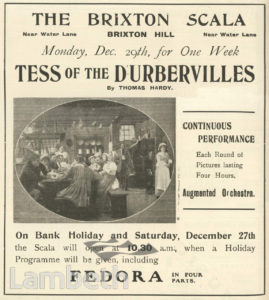 THE BRIXTON SCALA
Near Water Lane BRIXTON HILL Near Water Lane
Monday, Dec. 29th, for One Week
TESS OF THE D'URBERVILLES
By THOMAS HARDY.
CONTINUOUS
PERFORMANCE
Each Round of
Pictures lasting
Four Hours.
Augmented Orchestra.
On Bank Holiday and Saturday, December 27th
the Scala will open at 10.30 a.m., when a Holiday
Programme will be given, including
FEDORA IN FOUR
PARTS.
Lambeth